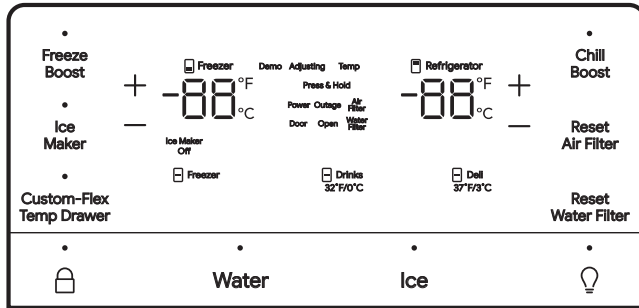 Freeze
Boost
Ice
Maker
Custom-Flex
Temp Drawer
Freezer
Demo Adjusting Temp
Refrigerator
-88 °F
°C
Press & Hold
Power Outage Air
Filter
Door Open Water
Filter
-88 °F
°C
Ice Maker
Off
Freezer
Drinks
32°F/0°C
Deli
37°F/3°C
Chill
Boost
Reset
Air Filter
Reset
Water Filter
Water
Ice